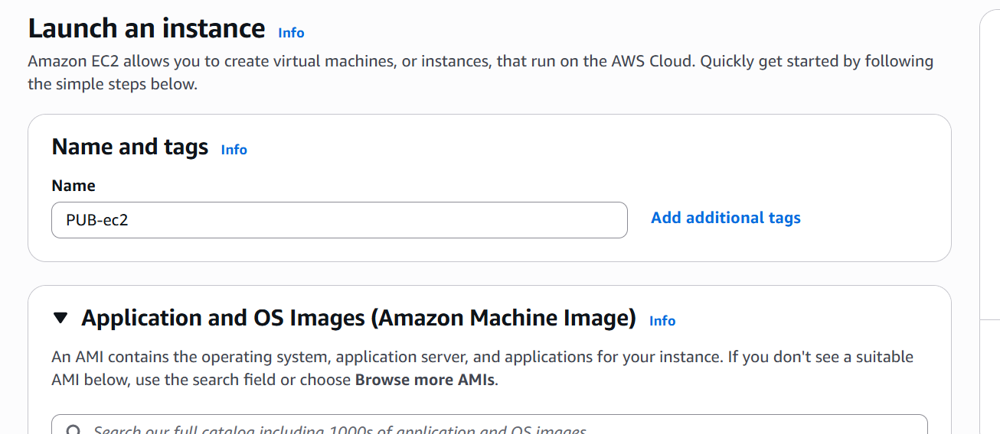 Launch an instance Info
Amazon EC2 allows you to create virtual machines, or instances, that run on the AWS Cloud. Quickly get started by following
the simple steps below.
Name and tags Info
Name
PUB-ec2
Add additional tags
Application and OS Images (Amazon Machine Image) Info
An AMI contains the operating system, application server, and applications for your instance. If you don't see a suitable
AMI below, use the search field or choose Browse more AMIs.
Search our full catalog including 1000s of application and OS images